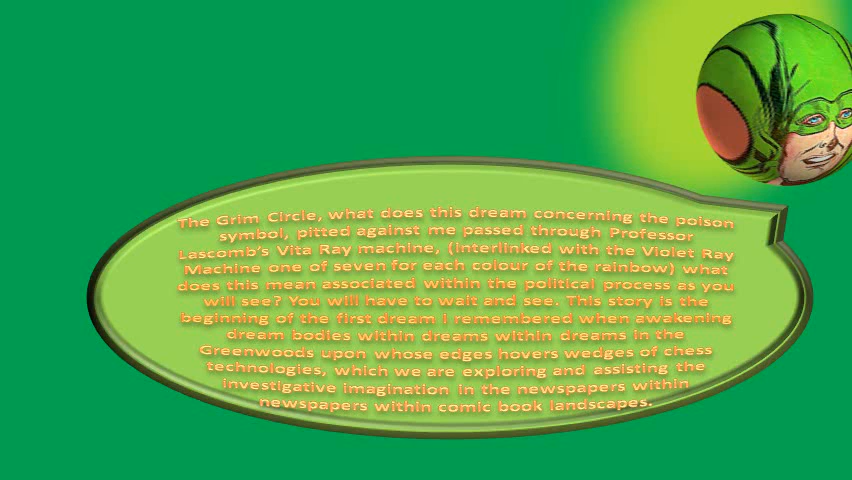 The Grim Circle, what does this dream concerning the poison
symbol, pitted against me passed through Professor
Lascomb's Vita Ray machine, (interlinked with the Violet Ray
Machine one of seven for each colour of the rainbow) what
does this mean associated within the political process as you
will see? You will have to wait and see. This story is the
beginning of the first dream i remembered when awakening
dream bodies within dreams within dreams in the
Greenwoods upon whose edges hovers wedges of chess
technologies, which we are exploring and assisting the
investigative imagination in the newspapers within
newspapers within comic book landscapes.